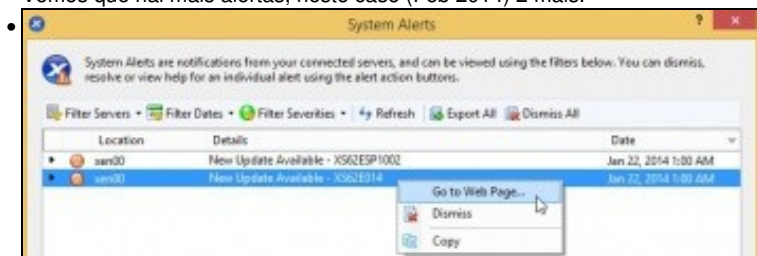 Vemos que hai mais alertas, neste caso (Feb 2014) 2 mais.
System Alerts
System Alerts are notifications from your connected servers, and can be viewed using the filters below. You can dismiss,
resolve or view help for an individual alert using the alert action buttons.
Filter Servers Filter Dates Filter Severities Refresh Export All Dismiss All
Location Details Date
xen00 New Update Available - XS62ESP1002 Jan 22, 2014 1:00 AM
xen00 New Update Available - XS62E014 Jan 22, 2014 1:00 AM
Go to Web Page...
Dismiss
Copy